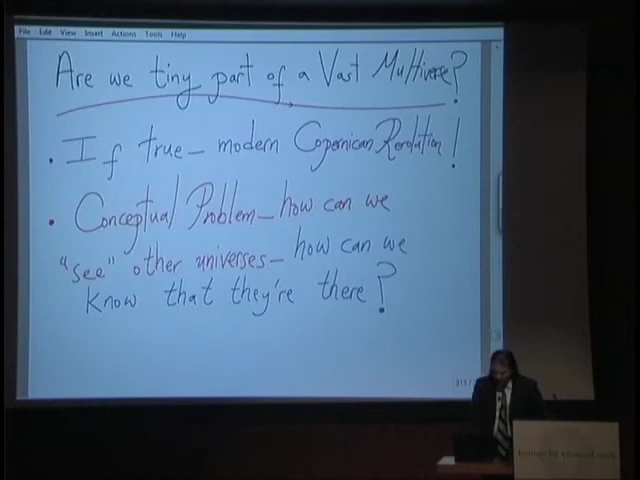 File Edit View Insert Actions Tools Help
Are we tiny part of a Vast Multiverse?
• If true - modern Copernican Revolution!
• Conceptual Problem - how can we
"see" other universes - how can we
know that they're there?